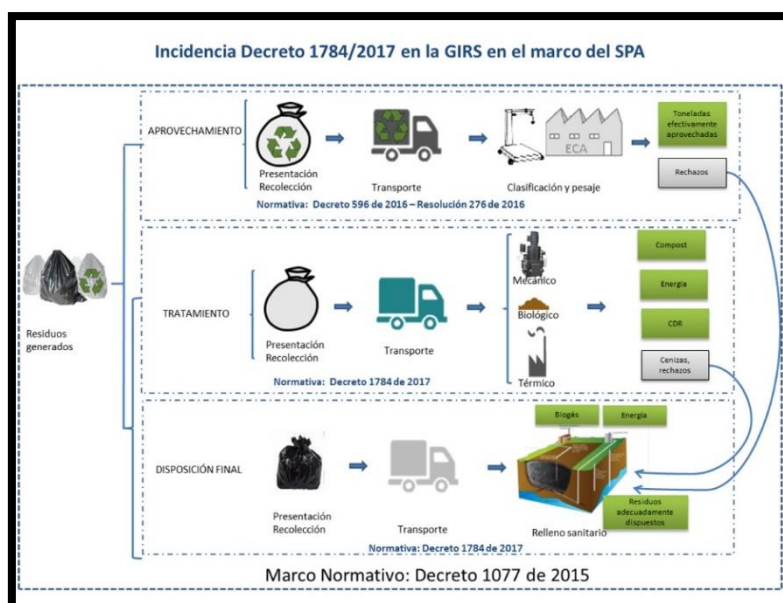 Incidencia Decreto 1784/2017 en la GIRS en el marco del SPA
APROVECHAMIENTO
Presentación
Recolección
Transporte
ECA
Clasificación y pesaje
Toneladas
efectivamente
aprovechadas
Rechazos
Normativa: Decreto 596 de 2016 – Resolución 276 de 2016
Residuos
generados
TRATAMIENTO
Presentación
Recolección
Transporte
Mecánico
Biológico
Térmico
Compost
Energía
CDR
Cenizas,
rechazos
Normativa: Decreto 1784 de 2017
DISPOSICIÓN FINAL
Presentación
Recolección
Transporte
Biogás
Energía
Relleno sanitario
Residuos
adecuadamente
dispuestos
Normativa: Decreto 1784 de 2017
Marco Normativo: Decreto 1077 de 2015